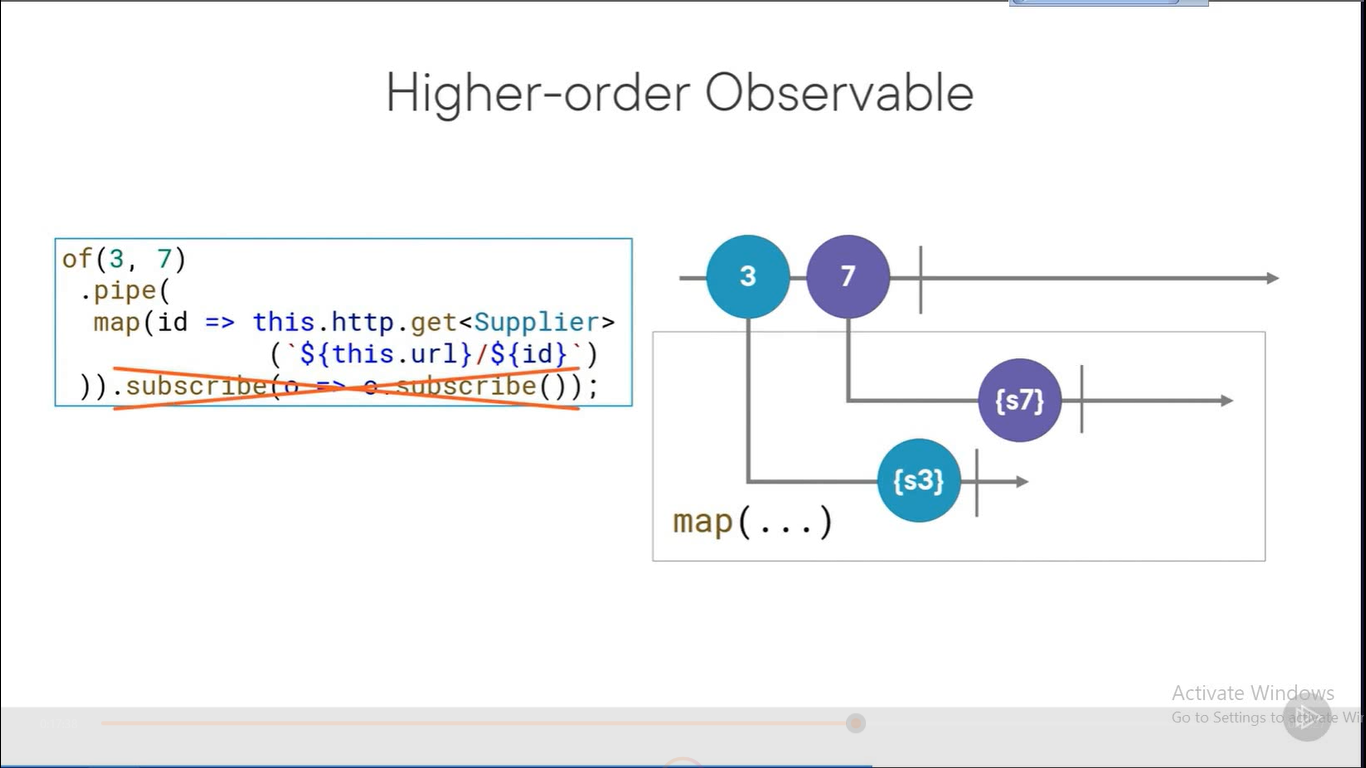 Higher-order Observable
of(3, 7)
.pipe(
map(id => this.http.get<Supplier>
(`${this.url}/${id}`)
)).subscribe(o => o.subscribe());
3
7
{s7}
{s3}
map(...)
Activate Windows
Go to Settings to activate Wi